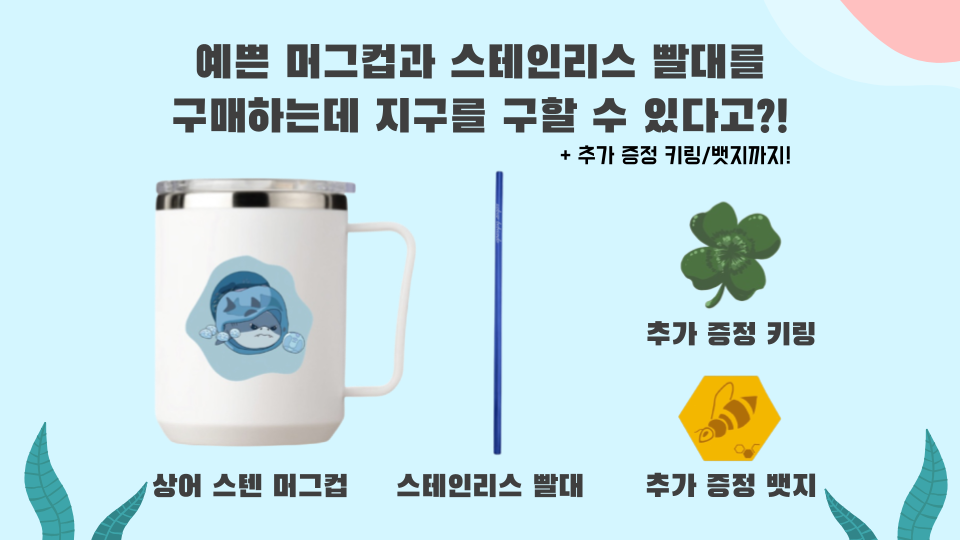 예쁜 머그컵과 스테인리스 빨대를
구매하는데 지구를 구할 수 있다고?!
+ 추가 증정 키링/뱃지까지!
추가 증정 키링
상어 스텐 머그컵
스테인리스 빨대
추가 증정 뱃지